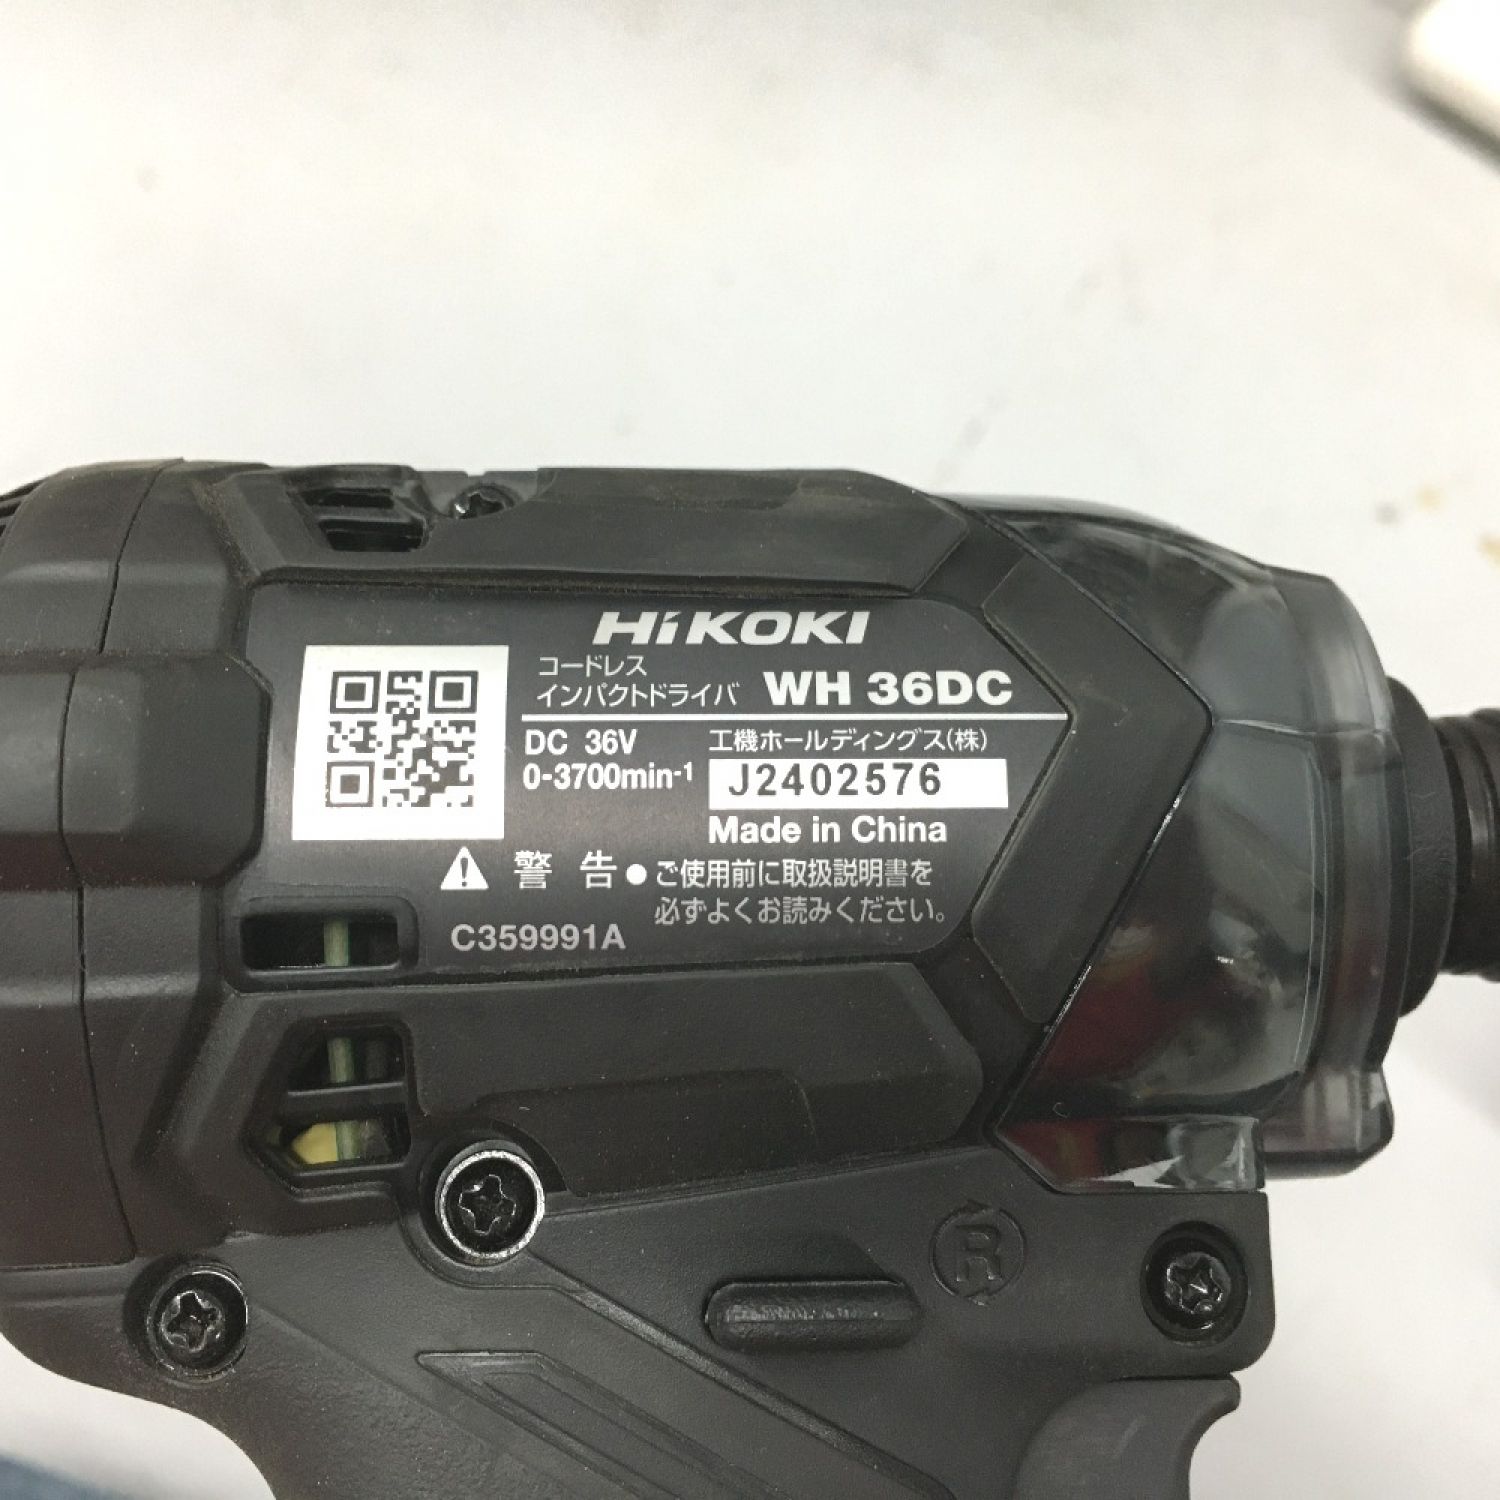 HiKOKI
コードレス
インパクトドライバ WH 36DC
DC 36V
0-3700min-1
工機ホールディングス(株)
J2402576
Made in China
警 告 ●ご使用前に取扱説明書を
必ずよくお読みください。
C359991A
R